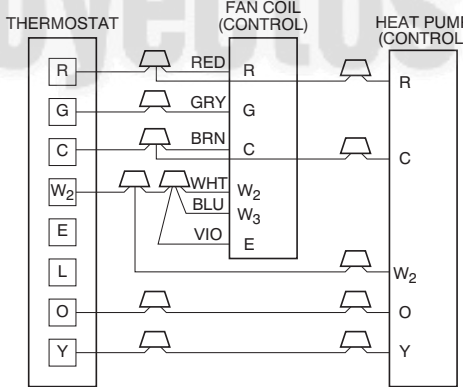 THERMOSTAT
FAN COIL
(CONTROL)
HEAT PUMP
(CONTROL
R
G
C
W2
E
L
O
Y
RED
GRY
BRN
WHT
BLU
VIO
R
G
C
W2
W3
E
R
C
W2
O
Y